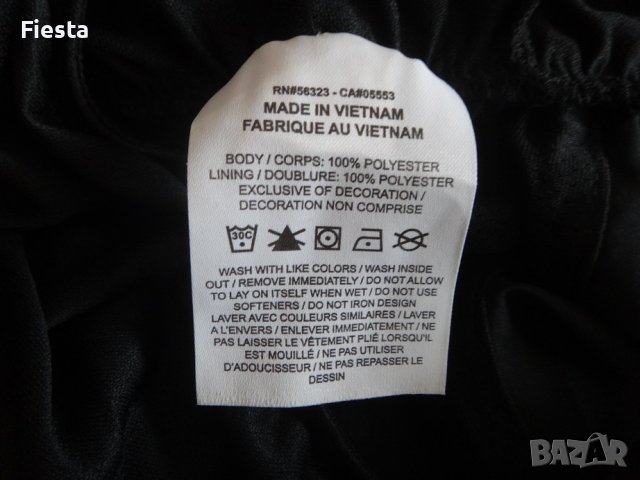 Fiesta
RN#56323 - CA#05553
MADE IN VIETNAM
FABRIQUE AU VIETNAM
BODY / CORPS: 100% POLYESTER
LINING / DOUBLURE: 100% POLYESTER
EXCLUSIVE OF DECORATION /
DECORATION NON COMPRISE
30C
WASH WITH LIKE COLORS / WASH INSIDE
OUT / REMOVE IMMEDIATELY / DO NOT ALLOW
TO LAY ON ITSELF WHEN WET / DO NOT USE
SOFTENERS / DO NOT IRON DESIGN
LAVER AVEC COULEURS SIMILAIRES / LAVER
A L'ENVERS / ENLEVER IMMEDIATEMENT / NE
PAS LAISSER LE VÊTEMENT PLIÉ LORSQU'IL
EST MOUILLÉ / NE PAS UTILISER
D'ADOUCISSEUR / NE PAS REPASSER LE
DESSIN
BAZAR